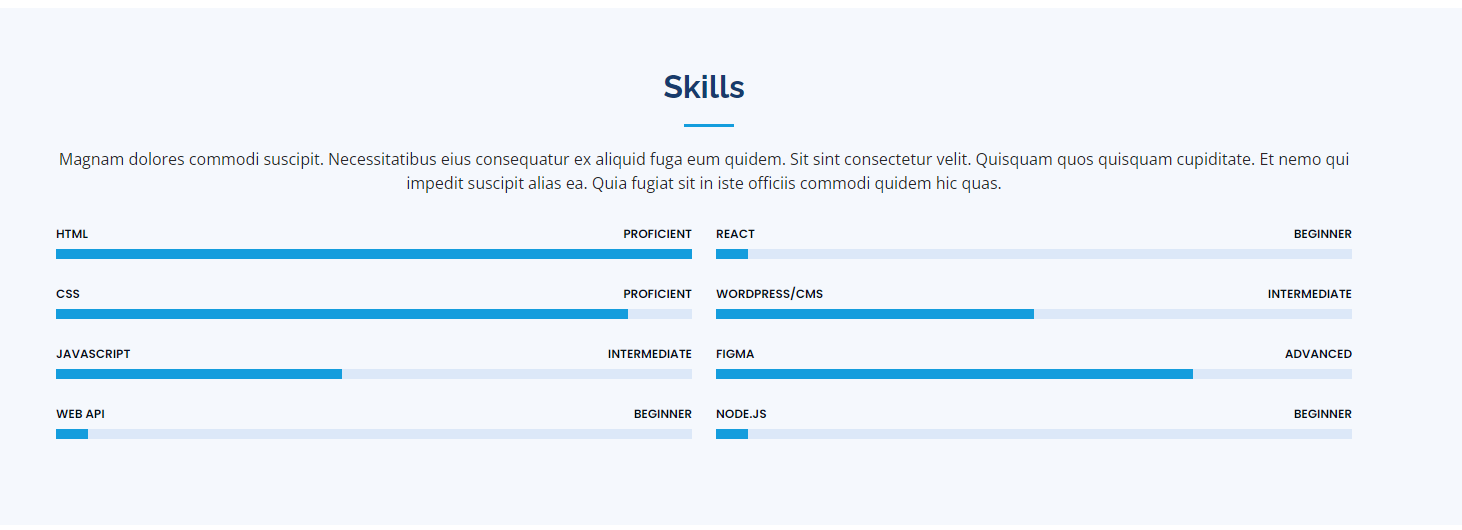 Skills
Magnam dolores commodi suscipit. Necessitatibus eius consequatur ex aliquid fuga eum quidem. Sit sint consectetur velit. Quisquam quos quisquam cupiditate. Et nemo qui
impedit suscipit alias ea. Quia fugiat sit in iste officiis commodi quidem hic quas.
HTML PROFICIENT
REACT BEGINNER
CSS PROFICIENT
WORDPRESS/CMS INTERMEDIATE
JAVASCRIPT INTERMEDIATE
FIGMA ADVANCED
WEB API BEGINNER
NODE.JS BEGINNER